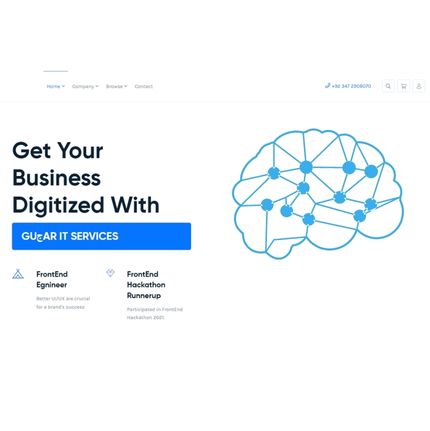 Home Company Browse Contact +92 347 2908070
Get Your
Business
Digitized With
IT SERVICES
FrontEnd
Egnineer
Better UI/UX are crucial
for a brand's success
FrontEnd
Hackathon
Runnerup
Participated in FrontEnd
Hackathon 2021